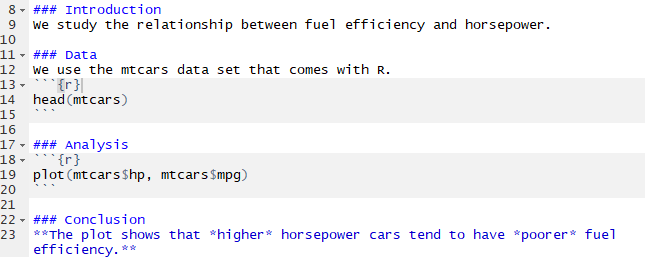 8 ### Introduction
9 We study the relationship between fuel efficiency and horsepower.
10
11 ### Data
12 We use the mtcars data set that comes with R.
13 ```{r}
14 head(mtcars)
15 ```
16
17 ### Analysis
18 ```{r}
19 plot(mtcars$hp, mtcars$mpg)
20 ```
21
22 ### Conclusion
23 **The plot shows that *higher* horsepower cars tend to have *poorer* fuel
efficiency.**